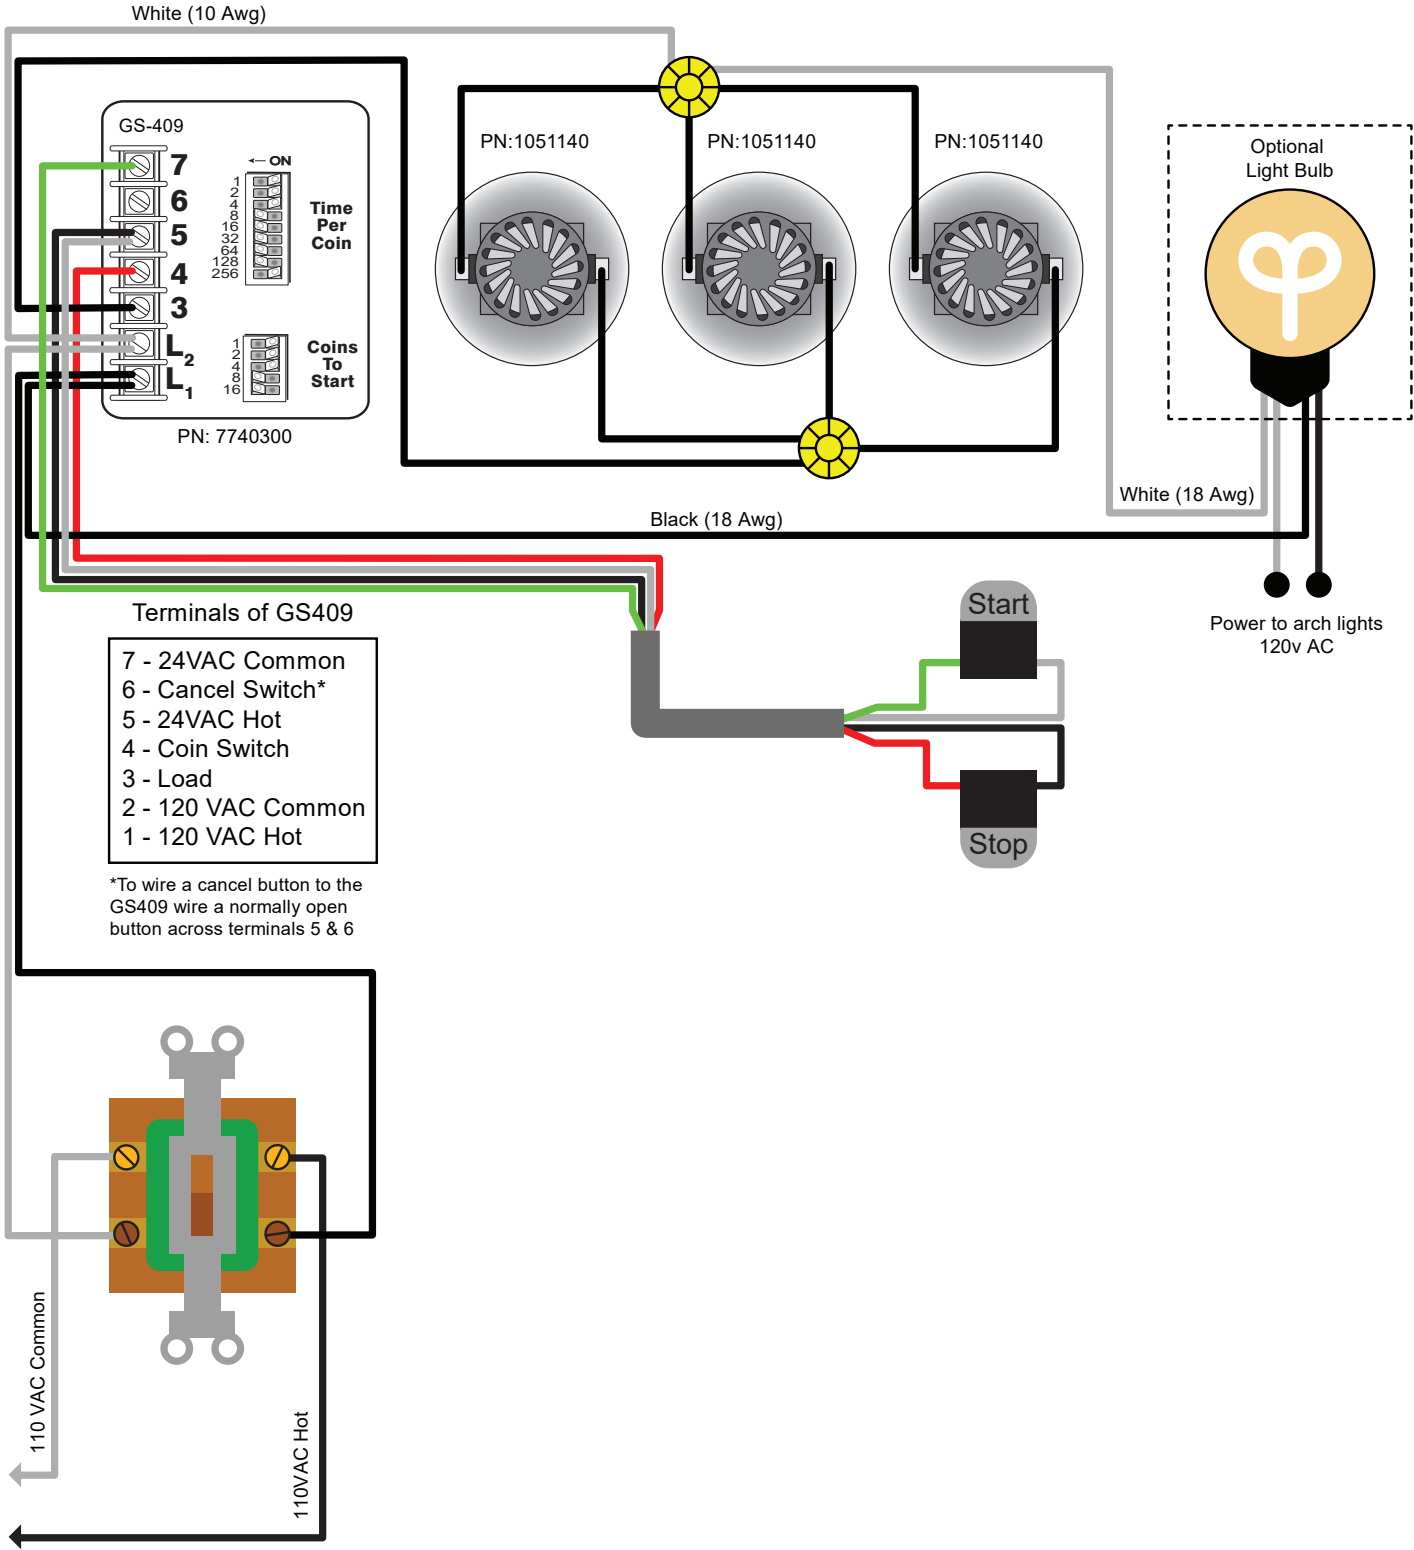 White (10 Awg)
GS-409
7
6
5
4
3
L2
L1
← ON
1
2
4
8
16
32
64
128
256
Time
Per
Coin
1
2
4
8
16
Coins
To
Start
PN: 7740300
PN:1051140
PN:1051140
PN:1051140
Optional
Light Bulb
White (18 Awg)
Black (18 Awg)
Power to arch lights
120v AC
Start
Stop
Terminals of GS409
7 - 24VAC Common
6 - Cancel Switch*
5 - 24VAC Hot
4 - Coin Switch
3 - Load
2 - 120 VAC Common
1 - 120 VAC Hot
*To wire a cancel button to the
GS409 wire a normally open
button across terminals 5 & 6
110 VAC Common
110VAC Hot